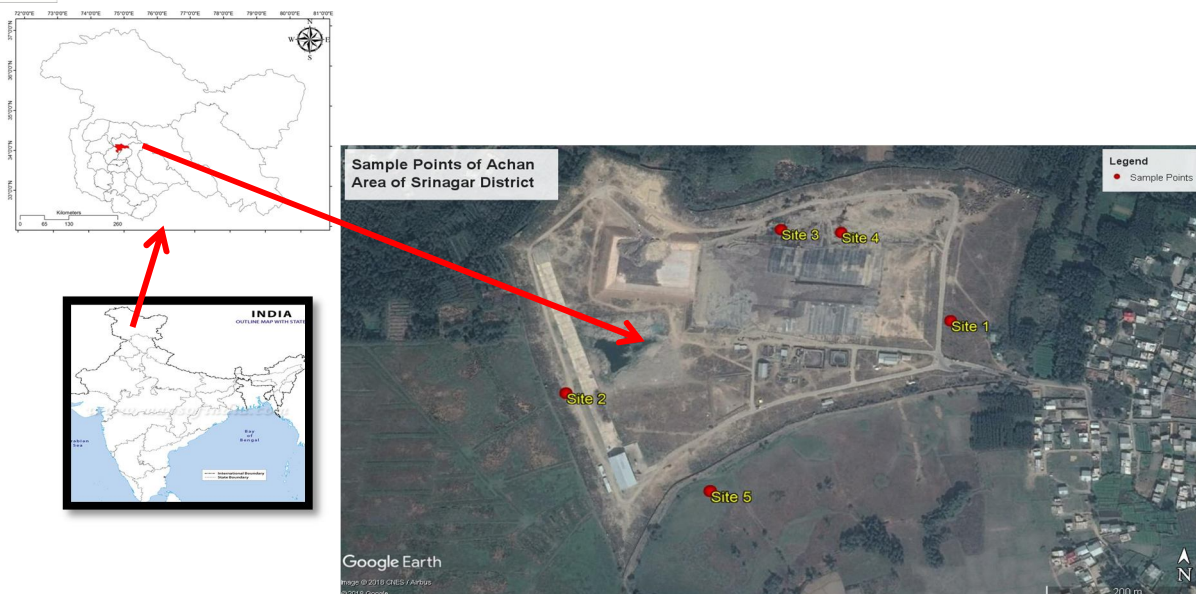 72°0'0"E 73°0'0"E 74°0'0"E 75°0'0"E 76°0'0"E 77°0'0"E 78°0'0"E 79°0'0"E 80°0'0"E 81°0'0"E
37°0'0"N
36°0'0"N
35°0'0"N
34°0'0"N
33°0'0"N
N
W E
S
Kilometers
0 65 130 260
INDIA
OUTLINE MAP WITH STATE
Bay
of
Bengal
Sea
International Boundary
State Boundary
Sample Points of Achan
Area of Srinagar District
Legend
Sample Points
Site 3
Site 4
Site 1
Site 2
Site 5
Google Earth
Image © 2018 CNES / Airbus
©2018 Google
N
200 m